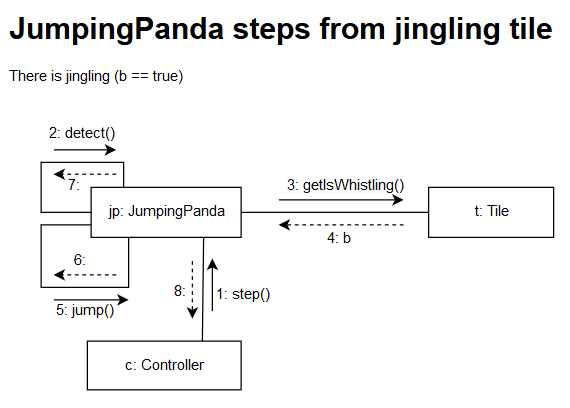 JumpingPanda steps from jingling tile
There is jingling (b == true)
2: detect()
7:
3: getIsWhistling()
jp: JumpingPanda
t: Tile
4: b
6:
5: jump()
8:
1: step()
c: Controller